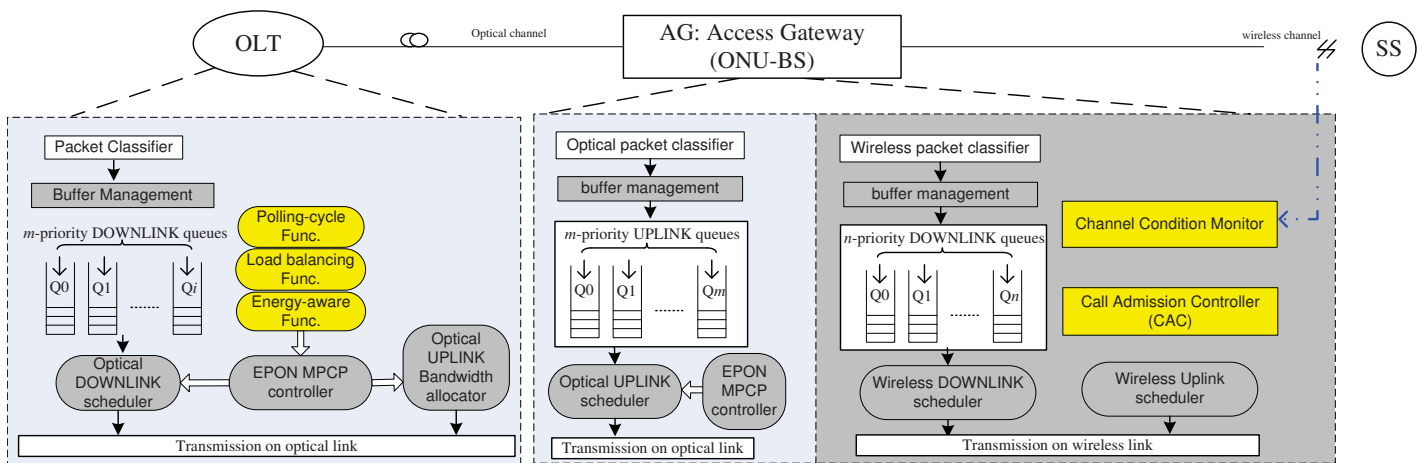 OLT
Optical channel
AG: Access Gateway
(ONU-BS)
wireless channel
SS
Packet Classifier
Buffer Management
m-priority DOWNLINK queues
Q0
Q1
Qi
........
Polling-cycle
Func.
Load balancing
Func.
Energy-aware
Func.
Optical
DOWNLINK
scheduler
EPON MPCP
controller
Optical
UPLINK
Bandwidth
allocator
Transmission on optical link
Optical packet classifier
buffer management
m-priority UPLINK queues
Q0
Q1
Qm
........
Optical UPLINK
scheduler
EPON
MPCP
controller
Transmission on optical link
Wireless packet classifier
buffer management
n-priority DOWNLINK queues
Q0
Q1
Qn
........
Wireless DOWNLINK
scheduler
Channel Condition Monitor
Call Admission Controller
(CAC)
Wireless Uplink
scheduler
Transmission on wireless link